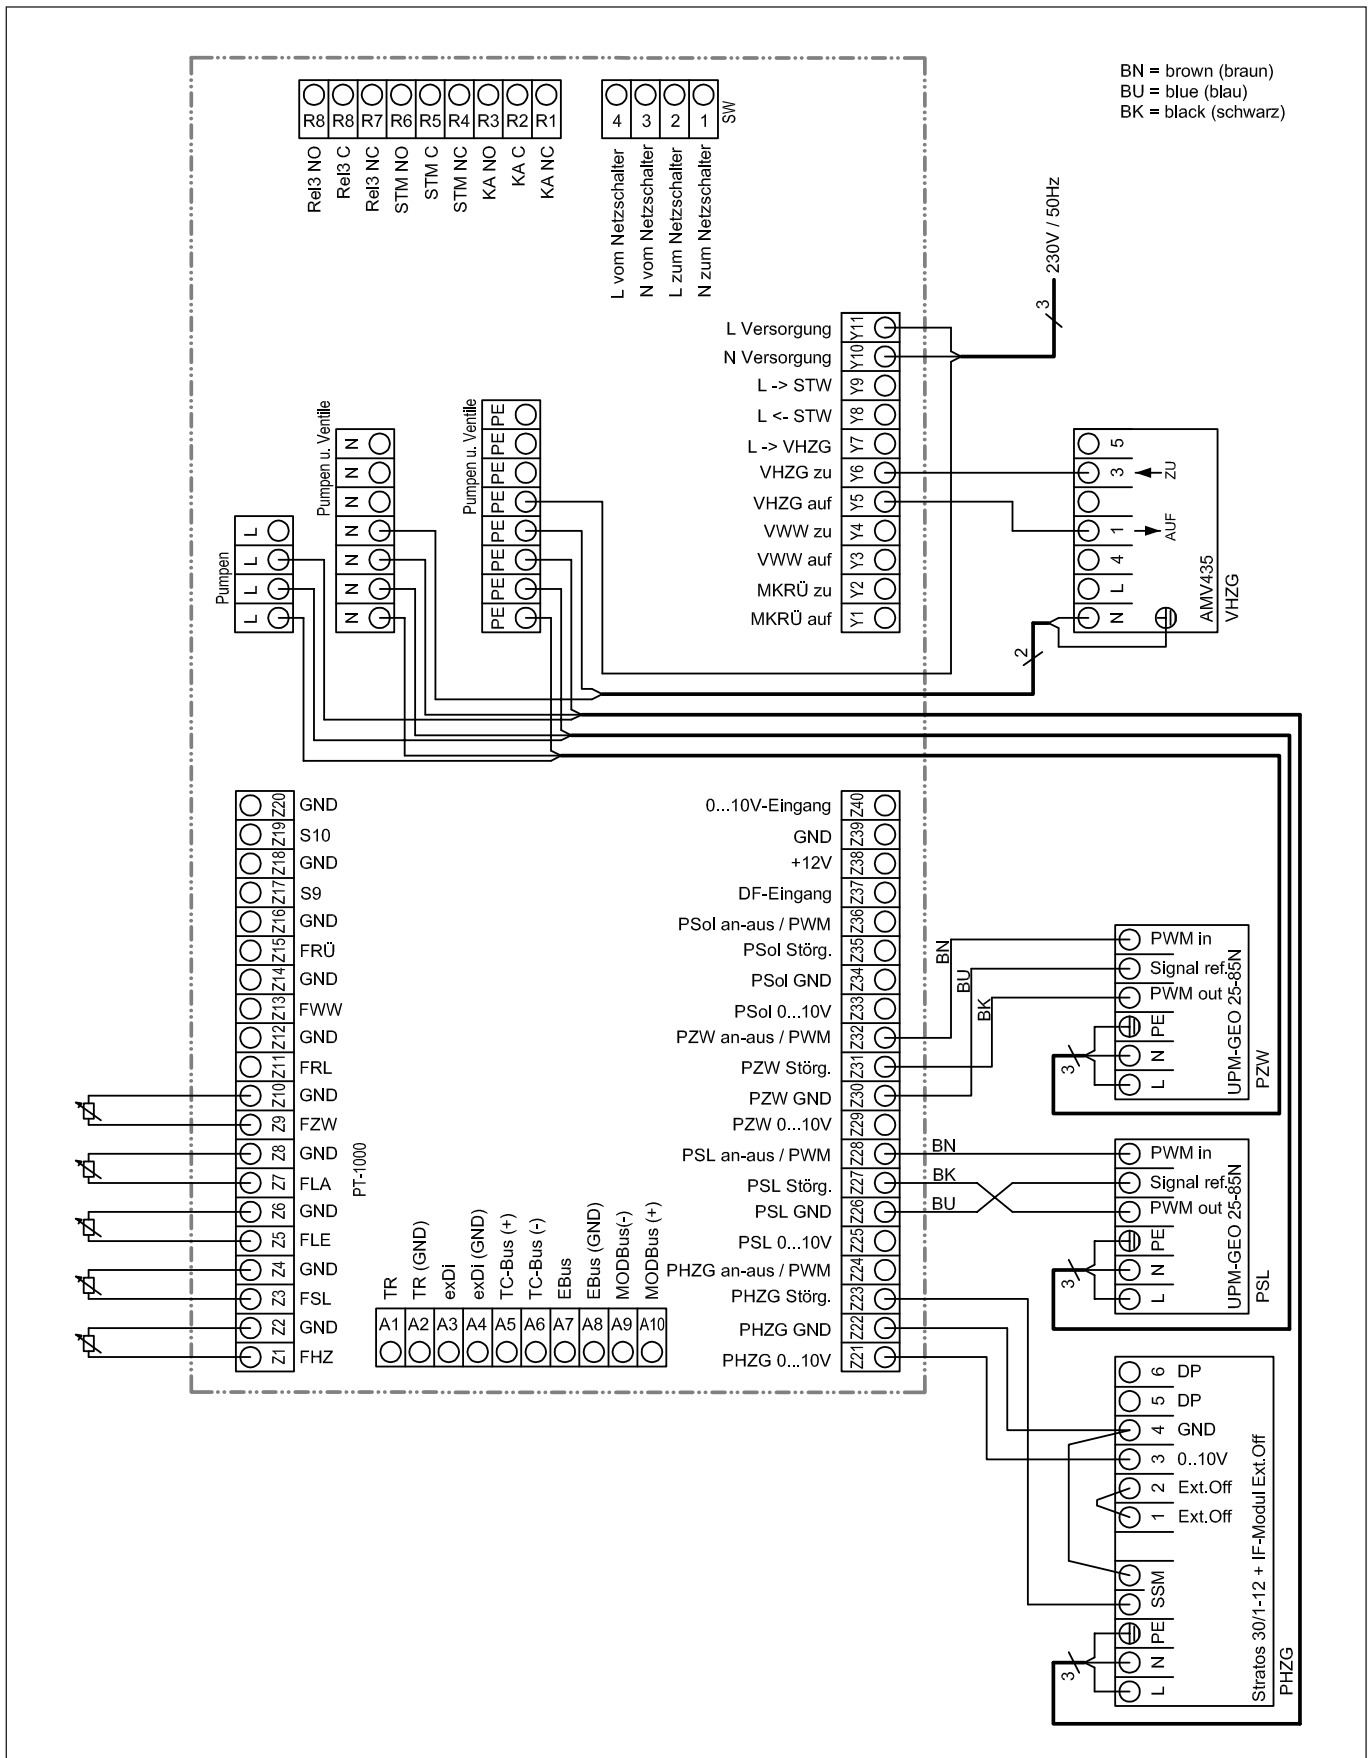 BN = brown (braun)
BU = blue (blau)
BK = black (schwarz)
R8 R8 R7 R6 R5 R4 R3 R2 R1
Rel3 NO
Rel3 C
Rel3 NC
STM NO
STM C
STM NC
KA NO
KA C
KA NC
4 3 2 1
SW
L vom Netzschalter
N vom Netzschalter
L zum Netzschalter
N zum Netzschalter
230V / 50Hz
3
L Versorgung Y11
N Versorgung Y10
L -> STW Y9
L <- STW Y8
L -> VHZG Y7
VHZG zu Y6
VHZG auf Y5
VWW zu Y4
VWW auf Y3
MKRÜ zu Y2
MKRÜ auf Y1
Pumpen
L
L
L
L
Pumpen u. Ventile
N
N
N
N
N
N
N
Pumpen u. Ventile
PE
PE
PE
PE
PE
PE
PE
PE
5
3 ZU
1 AUF
4
L
N
AMV435
VHZG
2
Z20 GND
Z19 S10
Z18 GND
Z17 S9
Z16 GND
Z15 FRÜ
Z14 GND
Z13 FWW
Z12 GND
Z11 FRL
Z10 GND
Z9 FZW
Z8 GND
Z7 FLA
Z6 GND
Z5 FLE
Z4 GND
Z3 FSL
Z2 GND
Z1 FHZ
PT-1000
TR
TR (GND)
exDi
exDi (GND)
TC-Bus (+)
TC-Bus (-)
EBus
EBus (GND)
MODBus(-)
MODBus (+)
A1 A2 A3 A4 A5 A6 A7 A8 A9 A10
0...10V-Eingang Z40
GND Z39
+12V Z38
DF-Eingang Z37
PSol an-aus / PWM Z36
PSol Störg. Z35
PSol GND Z34
PSol 0...10V Z33
PZW an-aus / PWM Z32
PZW Störg. Z31
PZW GND Z30
PZW 0...10V Z29
PSL an-aus / PWM Z28
PSL Störg. Z27
PSL GND Z26
PSL 0...10V Z25
PHZG an-aus / PWM Z24
PHZG Störg. Z23
PHZG GND Z22
PHZG 0...10V Z21
BN
BU
BK
BN
BK
BU
PWM in
Signal ref.
PWM out
PE
N
L
3
UPM-GEO 25-85N
PZW
PWM in
Signal ref.
PWM out
PE
N
L
3
UPM-GEO 25-85N
PSL
6 DP
5 DP
4 GND
3 0..10V
2 Ext.Off
1 Ext.Off
SSM
PE
N
L
3
Stratos 30/1-12 + IF-Modul Ext.Off
PHZG